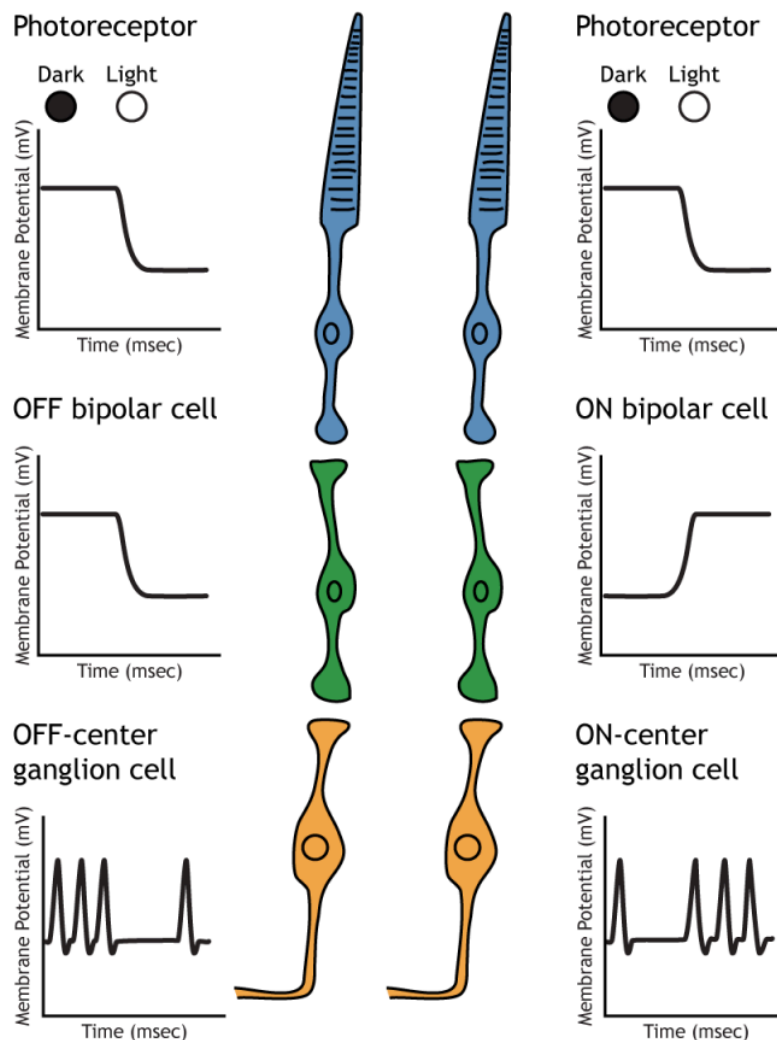 Photoreceptor
Dark Light
Membrane Potential (mV)
Time (msec)
OFF bipolar cell
Membrane Potential (mV)
Time (msec)
OFF-center
ganglion cell
Membrane Potential (mV)
Time (msec)
Photoreceptor
Dark Light
Membrane Potential (mV)
Time (msec)
ON bipolar cell
Membrane Potential (mV)
Time (msec)
ON-center
ganglion cell
Membrane Potential (mV)
Time (msec)